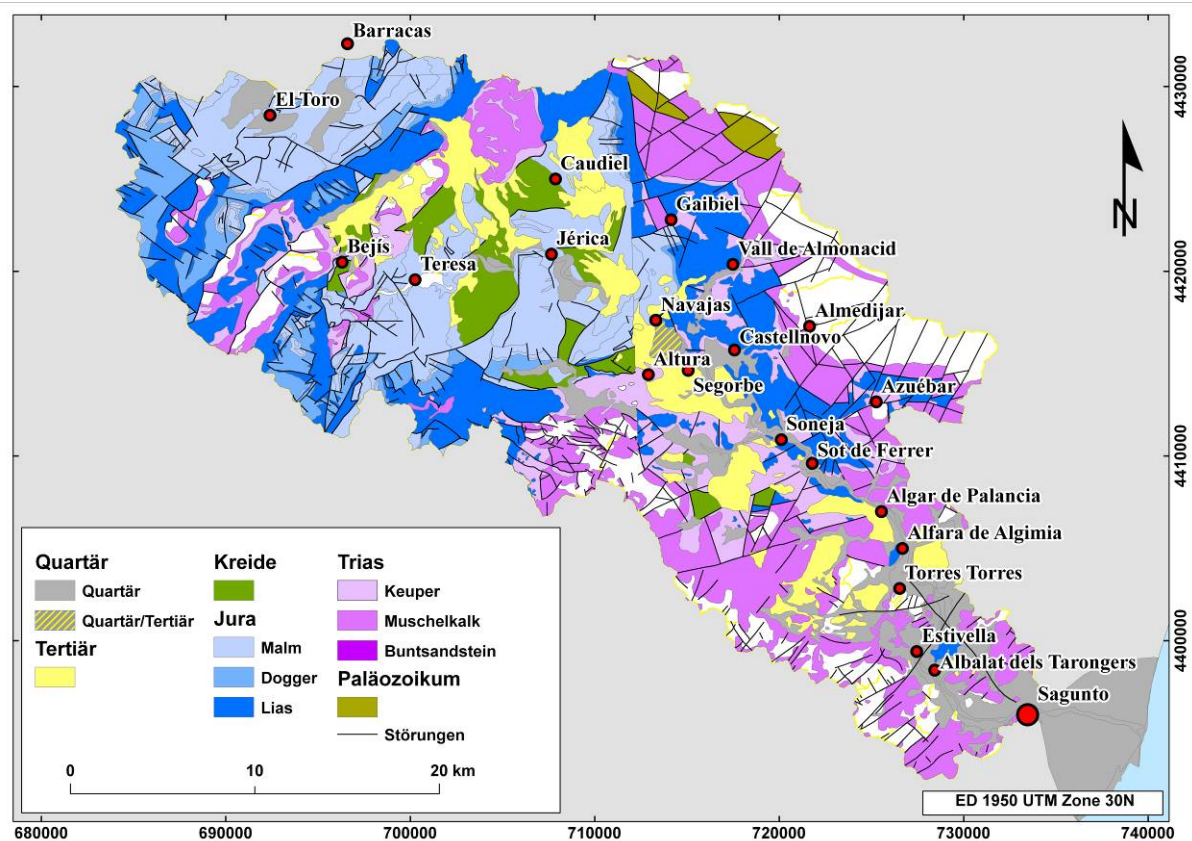 Barracas
El Toro
Caudiel
Gaibiel
Vall de Almonacid
Jérica
Bejís
Teresa
Navajas
Almedíjar
Castellnovo
Altura
Segorbe
Azuébar
Soneja
Sot de Ferrer
Algar de Palancia
Alfara de Algimia
Torres Torres
Estivella
Albalat dels Tarongers
Sagunto
N
4430000
4420000
4410000
4400000
Quartär
Quartär
Quartär/Tertiär
Tertiär
Kreide
Jura
Malm
Dogger
Lias
Trias
Keuper
Muschelkalk
Buntsandstein
Paläozoikum
Störungen
0 10 20 km
ED 1950 UTM Zone 30N
680000 690000 700000 710000 720000 730000 740000